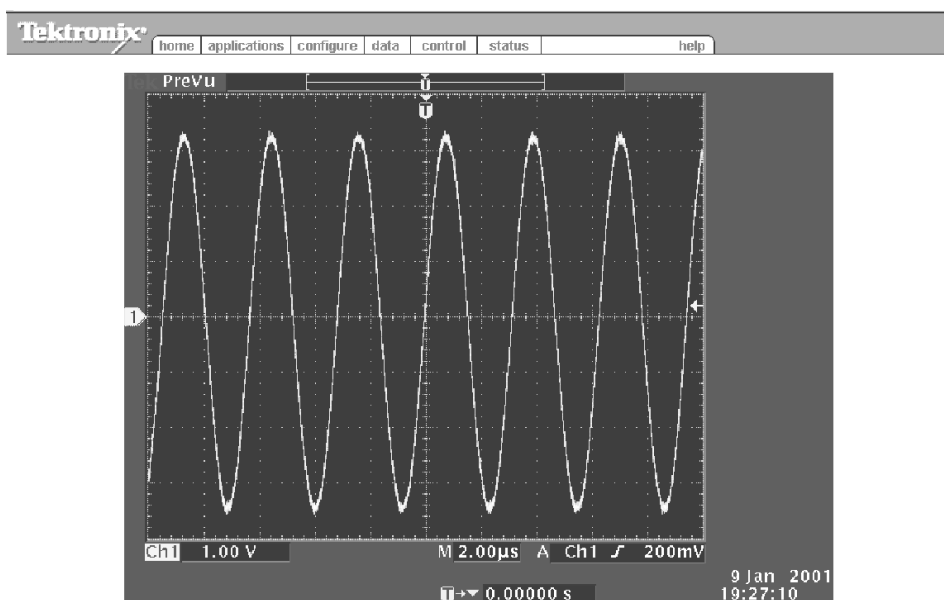 Tektronix
home applications configure data control status help
Tek PreVu
T
1
Ch1 1.00 V M 2.00µs A Ch1 200mV
T 0.00000 s
9 Jan 2001
19:27:10